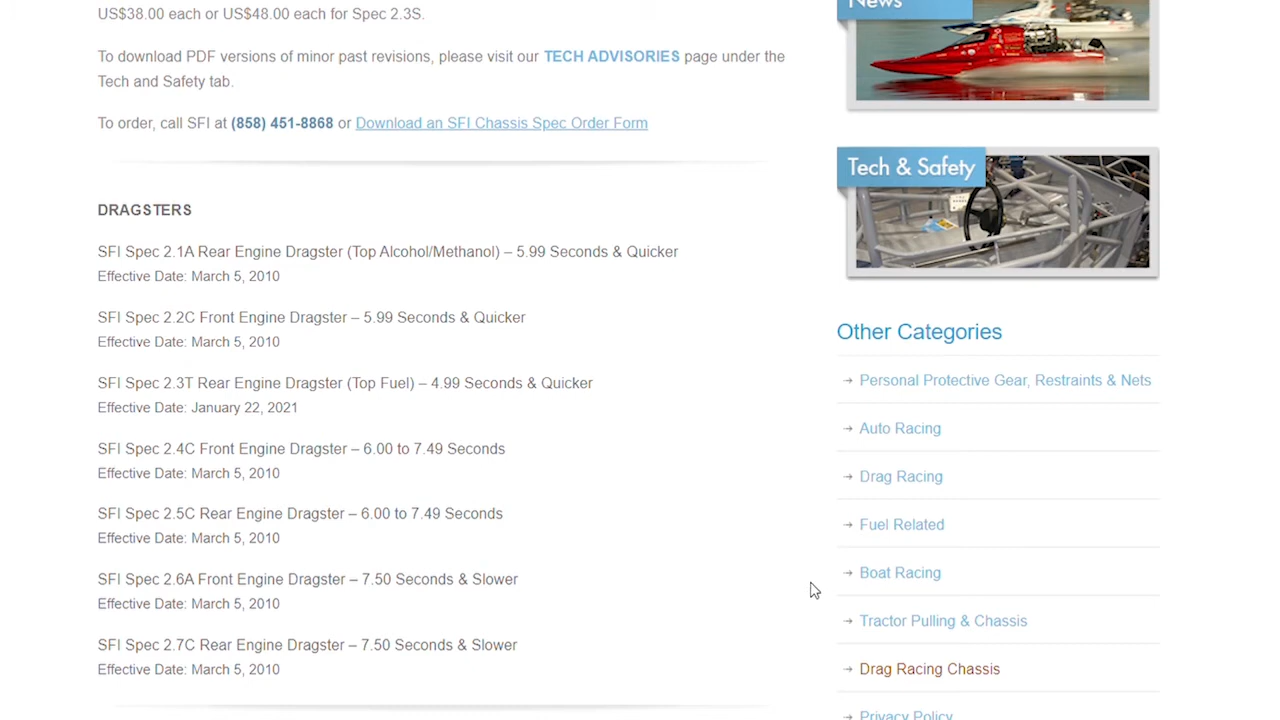 US$38.00 each or US$48.00 each for Spec 2.3S.
To download PDF versions of minor past revisions, please visit our TECH ADVISORIES page under the
Tech and Safety tab.
To order, call SFI at (858) 451-8868 or Download an SFI Chassis Spec Order Form
DRAGSTERS
SFI Spec 2.1A Rear Engine Dragster (Top Alcohol/Methanol) – 5.99 Seconds & Quicker
Effective Date: March 5, 2010
SFI Spec 2.2C Front Engine Dragster – 5.99 Seconds & Quicker
Effective Date: March 5, 2010
SFI Spec 2.3T Rear Engine Dragster (Top Fuel) – 4.99 Seconds & Quicker
Effective Date: January 22, 2021
SFI Spec 2.4C Front Engine Dragster – 6.00 to 7.49 Seconds
Effective Date: March 5, 2010
SFI Spec 2.5C Rear Engine Dragster – 6.00 to 7.49 Seconds
Effective Date: March 5, 2010
SFI Spec 2.6A Front Engine Dragster – 7.50 Seconds & Slower
Effective Date: March 5, 2010
SFI Spec 2.7C Rear Engine Dragster – 7.50 Seconds & Slower
Effective Date: March 5, 2010
News
Tech & Safety
Other Categories
→ Personal Protective Gear, Restraints & Nets
→ Auto Racing
→ Drag Racing
→ Fuel Related
→ Boat Racing
→ Tractor Pulling & Chassis
→ Drag Racing Chassis
→ Privacy Policy